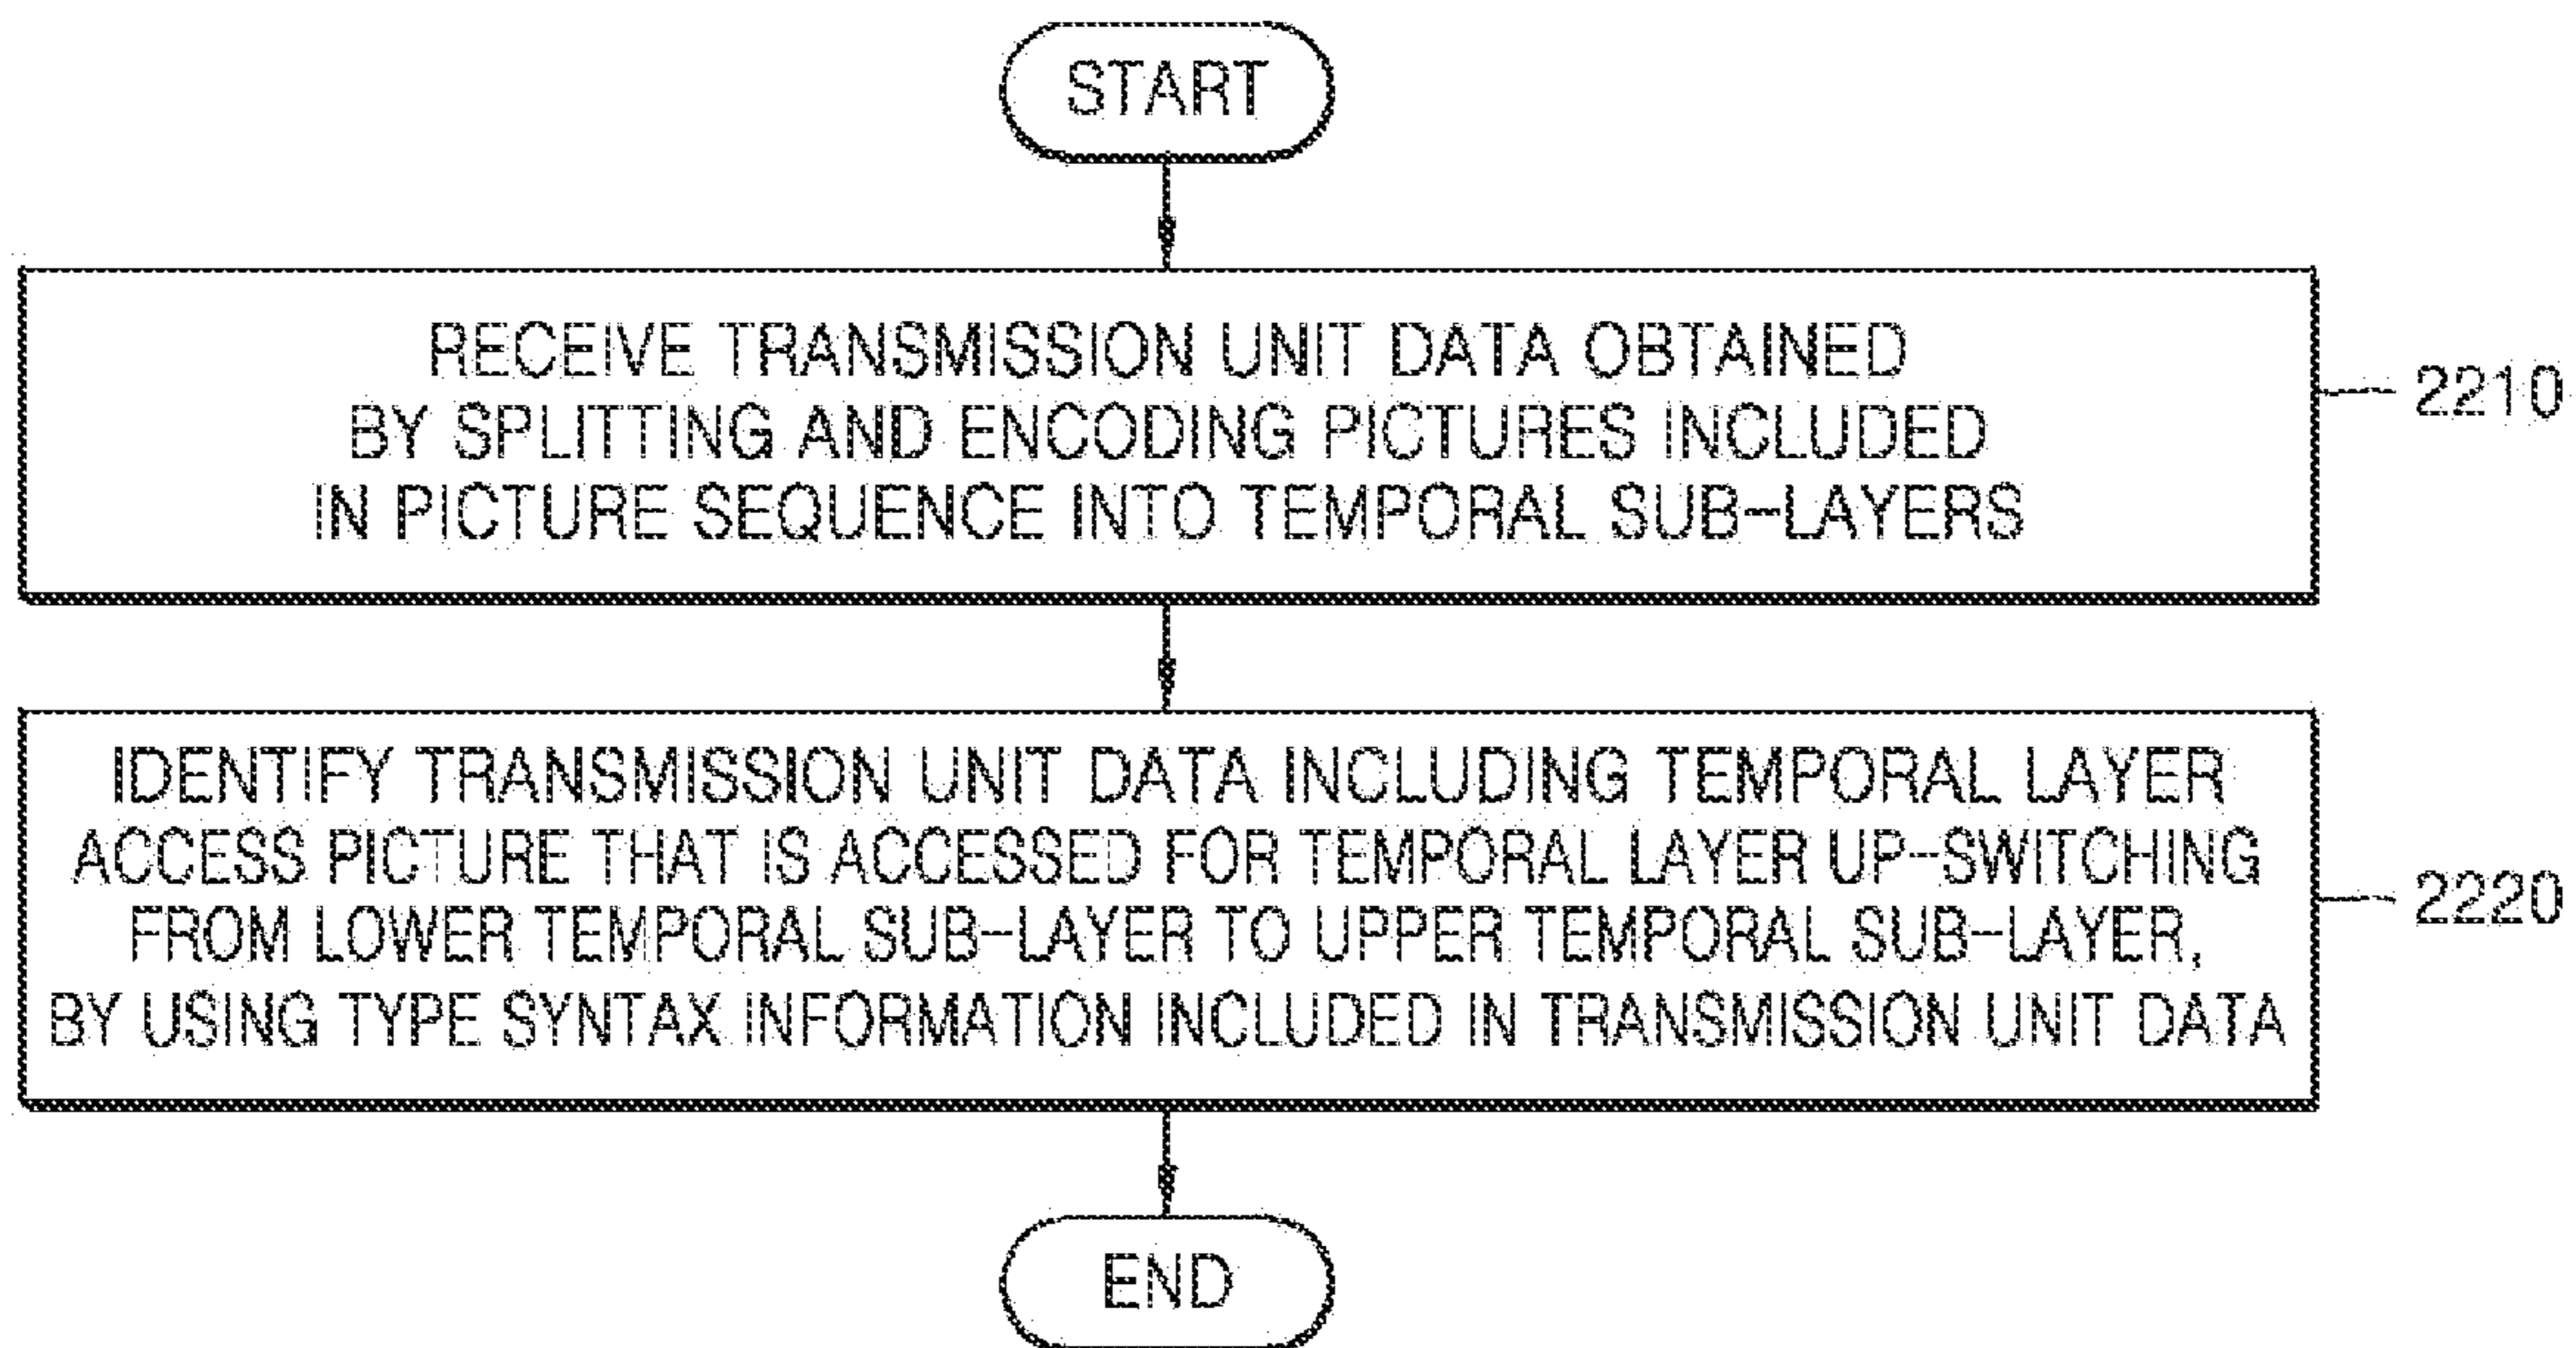 START
RECEIVE TRANSMISSION UNIT DATA OBTAINED
BY SPLITTING AND ENCODING PICTURES INCLUDED
IN PICTURE SEQUENCE INTO TEMPORAL SUB-LAYERS
2210
IDENTIFY TRANSMISSION UNIT DATA INCLUDING TEMPORAL LAYER
ACCESS PICTURE THAT IS ACCESSED FOR TEMPORAL LAYER UP-SWITCHING
FROM LOWER TEMPORAL SUB-LAYER TO UPPER TEMPORAL SUB-LAYER,
BY USING TYPE SYNTAX INFORMATION INCLUDED IN TRANSMISSION UNIT DATA
2220
END